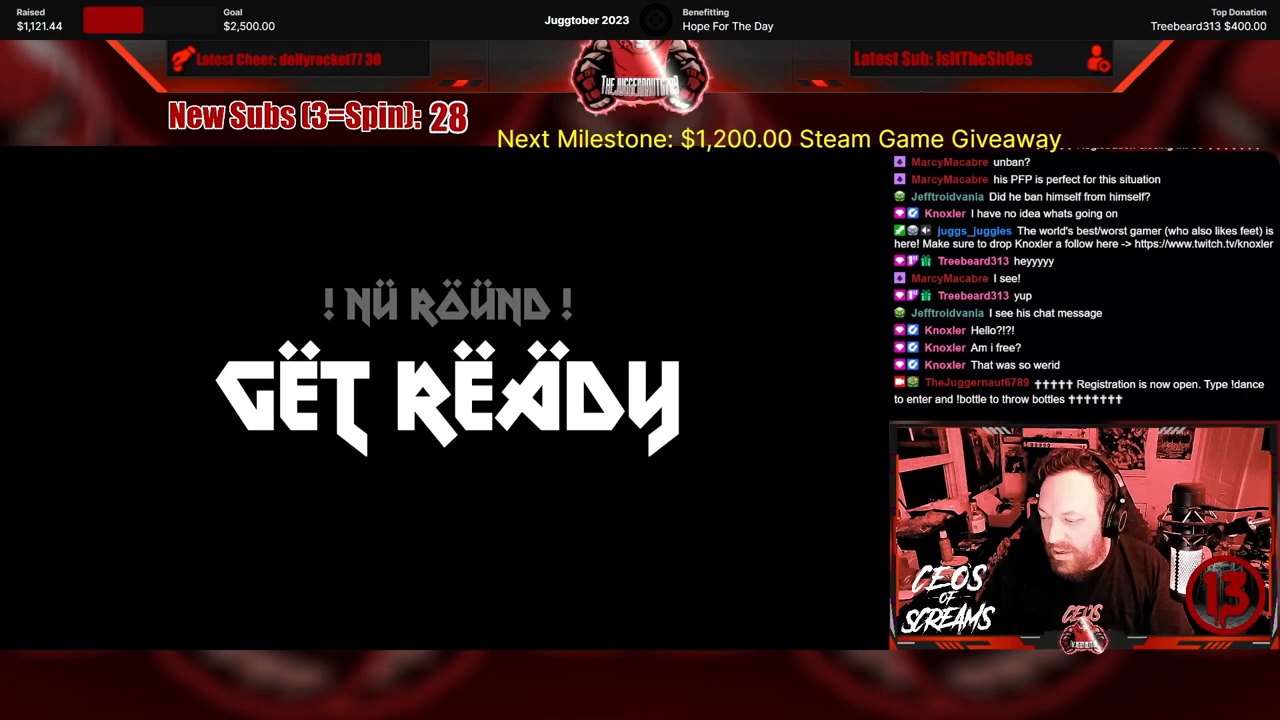 Raised
$1,121.44
Goal
$2,500.00
Juggtober 2023
Benefitting
Hope For The Day
Top Donation
Treebeard313 $400.00
Latest Cheer: dollyrocket77 30
THEJUGGERNAUT6789
Latest Sub: IsItTheSh0es
New Subs (3=Spin): 28
Next Milestone: $1,200.00 Steam Game Giveaway
MarcyMacabre unban?
MarcyMacabre his PFP is perfect for this situation
Jefftroidvania Did he ban himself from himself?
Knoxler I have no idea whats going on
juggs_juggles The world's best/worst gamer (who also likes feet) is
here! Make sure to drop Knoxler a follow here -> https://www.twitch.tv/knoxler
Treebeard313 heyyyyy
MarcyMacabre I see!
Treebeard313 yup
Jefftroidvania I see his chat message
Knoxler Hello?!?!
Knoxler Am i free?
Knoxler That was so werid
TheJuggernaut6789 ✝✝✝✝✝ Registration is now open. Type !dance
to enter and !bottle to throw bottles ✝✝✝✝✝✝✝
! NÜ RÖÜND !
GËT RËÄDY
CEOS
OF
SCREAMS
CEOS
13